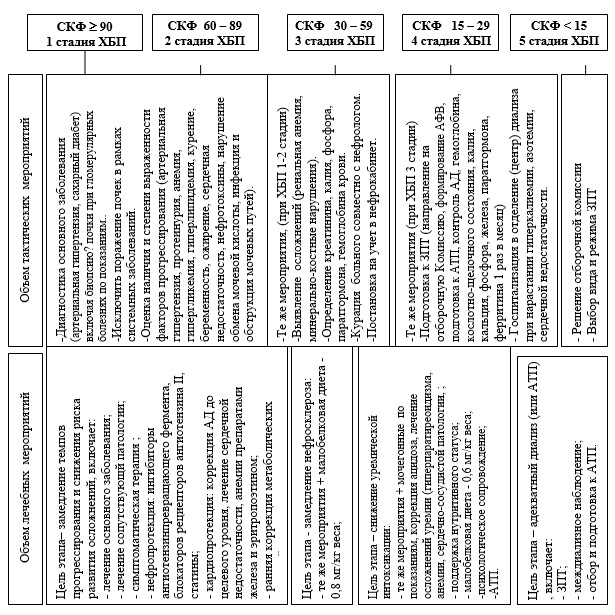 СКФ ≥ 90
1 стадия ХБП
СКФ 60 – 89
2 стадия ХБП
СКФ 30 – 59
3 стадия ХБП
СКФ 15 – 29
4 стадия ХБП
СКФ < 15
5 стадия ХБП
Объем тактических мероприятий
-Диагностика основного заболевания
(артериальная гипертензия, сахарный диабет)
включая биопсию? почки при гломерулярных
болезнях по показаниям.
-Исключить поражение почек в рамках
системных заболеваний.
-Оценка наличия и степени выраженности
факторов прогрессирования (артериальная
гипертензия, протеинурия, анемия,
гипергликемия, гиперлипидемия, курение,
беременность, ожирение, сердечная
недостаточность, нефротоксины, нарушение
обмена мочевой кислоты, инфекция и
обструкция мочевых путей).
- Те же мероприятия, (при ХБП 1-2 стадии)
-Выявление осложнений (ренальная анемия,
минерально-костные нарушения).
-Определение креатинина, калия, фосфора,
паратгормона, гемоглобина крови.
-Курация больного совместно с нефрологом.
-Постановка на учет в нефрокабинет.
- Те же мероприятия (при ХБП 3 стадии)
-Подготовка к ЗПТ (направление на
отборочную Комиссию, формирование АФВ,
подготовка к АТП, контроль АД, гемоглобина,
кислотно-щелочного состояния, калия,
кальция, фосфора, железа, паратгормона,
ферритина 1 раз в месяц)
- Госпитализация в отделение (центр) диализа
при нарастании гиперкалиемии, азотемии,
сердечной недостаточности.
- Решение отборочной комиссии
- Выбор вида и режима ЗПТ
Объем лечебных мероприятий
Цель этапа– замедление темпов
прогрессирования и снижения риска
развития осложнений, включает:
- лечение основного заболевания;
- лечение сопутствующй патологии;
- симптоматическая терапия ;
- нефропротекция: ингибиторы
ангиотензинпревращающего фермента,
блокаторов рецепторов ангиотензина II,
статины;
- кардиопротекция: коррекция АД до
целевого уровня, лечение сердечной
недостаточности, анемии препаратами
железа и эритропоэтином;
- ранняя коррекция метаболических
Цель этапа - замедление нефросклероза:
- те же мероприятия + малобелковая диета -
0,8 мг/кг веса;
Цель этапа – снижение уремической
интоксикации:
- те же мероприятия + мочегонные по
показаниям, коррекция ацидоза, лечение
осложнений уремии (гиперпаратиреоидизма,
анемии, сердечно-сосудистой патологии, ;
- поддержка нутритивного статуса;
- малобелковая диета - 0,6 мг/кг веса;
-психологическое сопровождение;
-АТП.
Цель этапа – адекватный диализ (или АТП)
, включает:
- ЗПТ;
- междиализное наблюдение;
- отбор и подготовка к АТП.